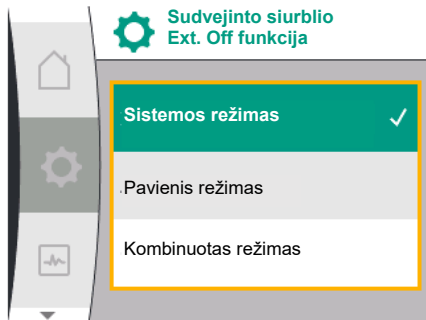 Sudvejinto siurblio
Ext. Off funkcija
Sistemos režimas
Pavienis režimas
Kombinuotas režimas